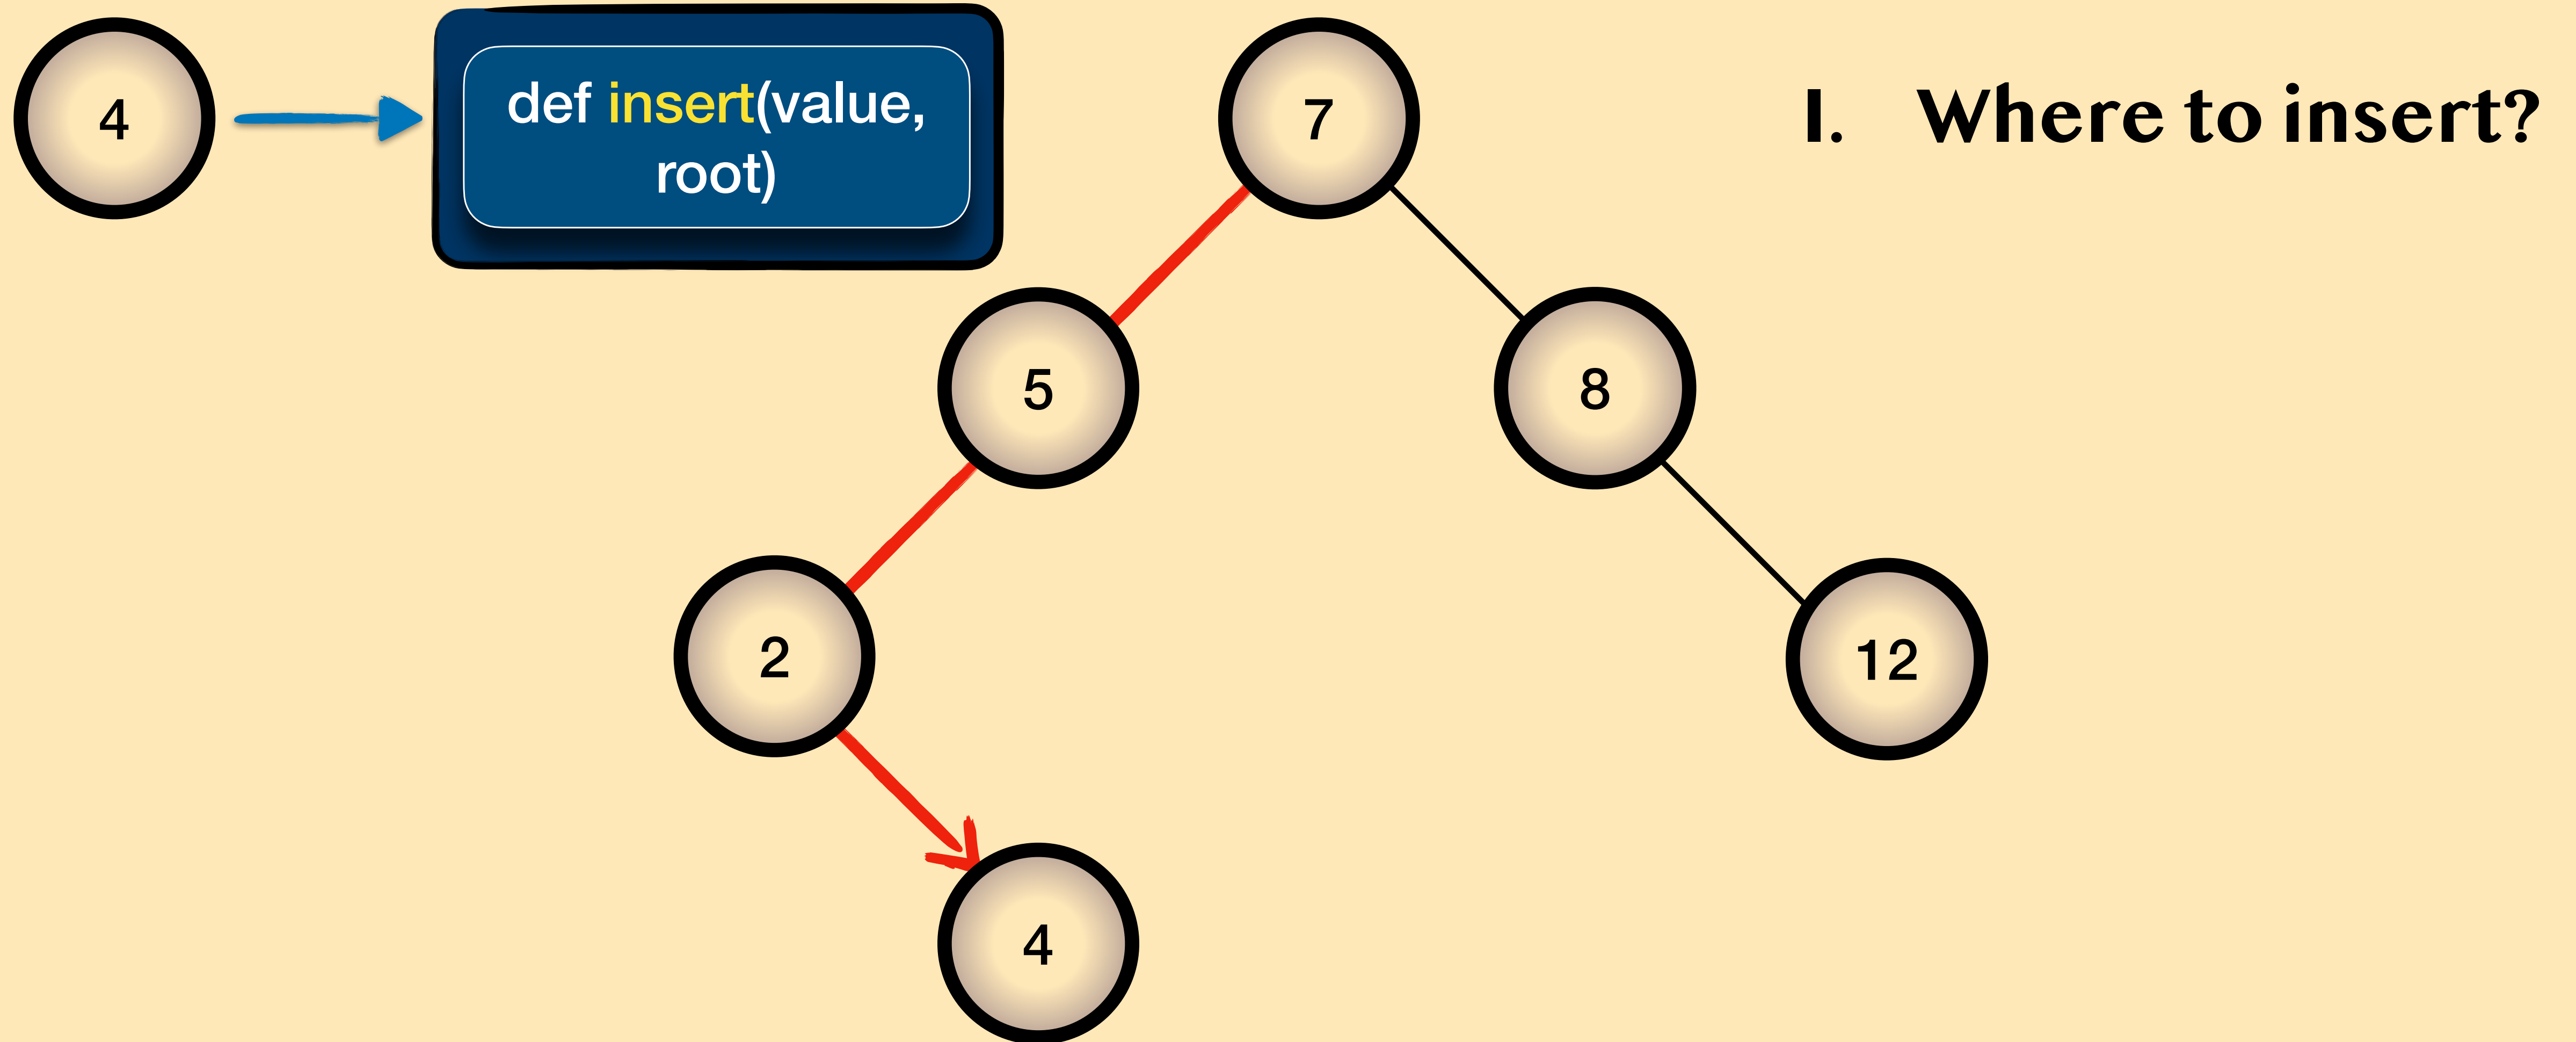 4
def insert(value,
root)
7
I. Where to insert?
5
8
2
12
4